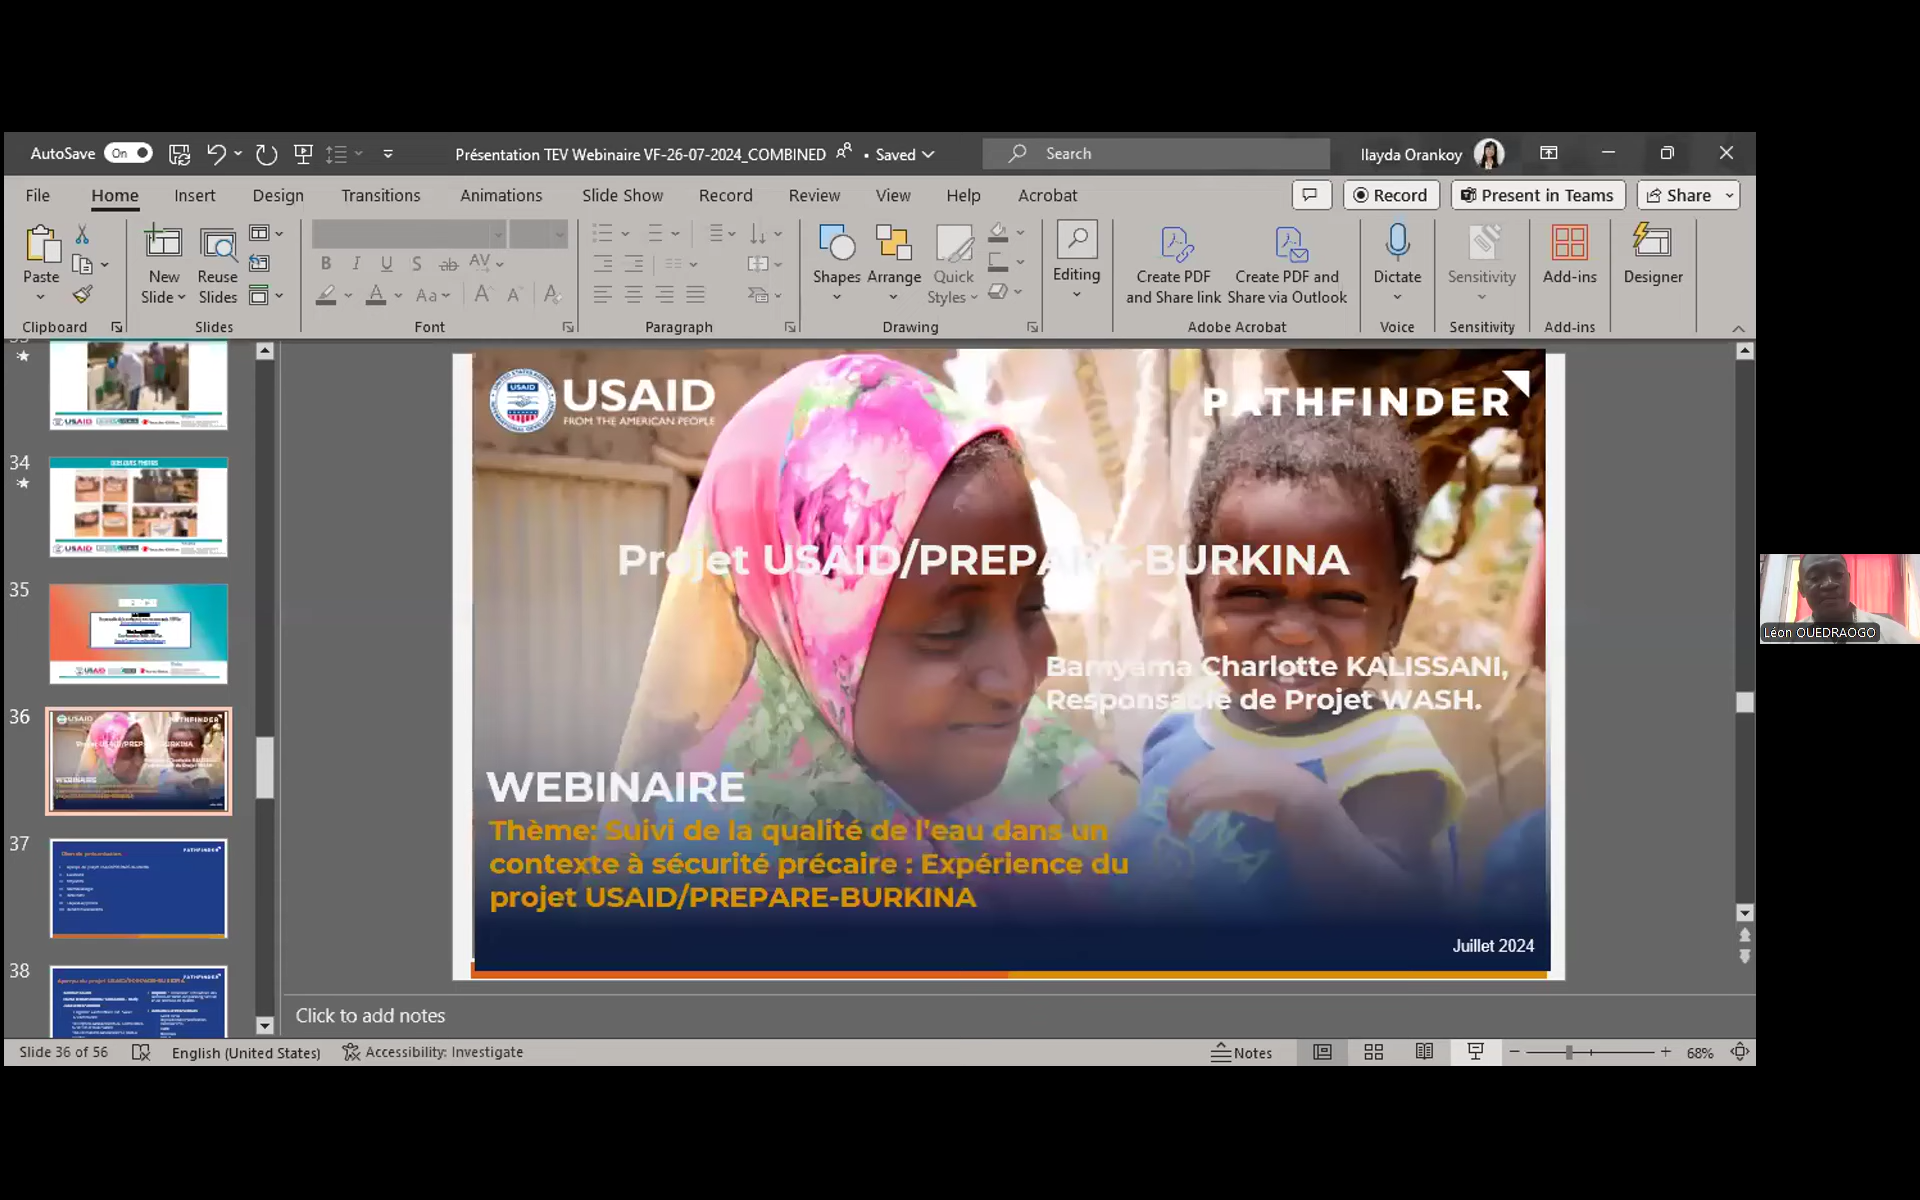 AutoSave On Présentation TEV Webinaire VF-26-07-2024_COMBINED • Saved Search Ilayda Orankoy
File Home Insert Design Transitions Animations Slide Show Record Review View Help Acrobat Record Present in Teams Share
Paste
New Slide
Reuse Slides
B I U S ab AV
A Aa A A A
Shapes
Arrange
Quick Styles
Editing
Create PDF and Share link
Create PDF and Share via Outlook
Dictate
Sensitivity
Add-ins
Designer
Clipboard Slides Font Paragraph Drawing Adobe Acrobat Voice Sensitivity Add-ins
34
35
36
37
38
USAID
USAID
FROM THE AMERICAN PEOPLE
PATHFINDER
Projet USAID/PREPARE-BURKINA
Bamyama Charlotte KALISSANI,
Responsable de Projet WASH.
WEBINAIRE
Thème: Suivi de la qualité de l'eau dans un
contexte à sécurité précaire : Expérience du
projet USAID/PREPARE-BURKINA
Juillet 2024
Léon OUEDRAOGO
Click to add notes
Slide 36 of 56 English (United States) Accessibility: Investigate Notes 68%